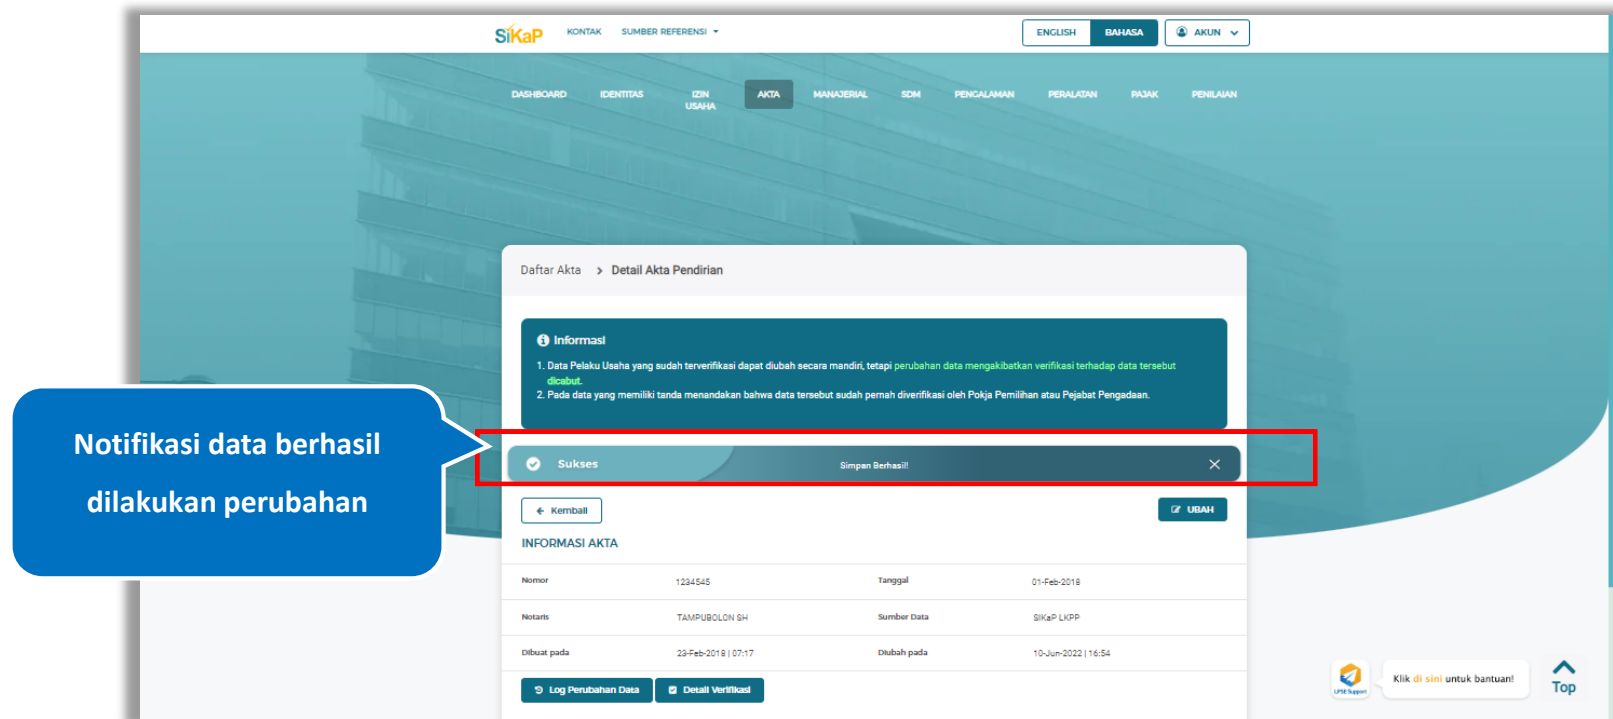 SiKaP KONTAK SUMBER REFERENSI ENGLISH BAHASA AKUN
DASHBOARD IDENTITAS IZIN USAHA AKTA MANAJERIAL SDM PENGALAMAN PERALATAN PAJAK PENILAIAN
Daftar Akta > Detail Akta Pendirian
Informasi
1. Data Pelaku Usaha yang sudah terverifikasi dapat diubah secara mandiri, tetapi perubahan data mengakibatkan verifikasi terhadap data tersebut
dicabut.
2. Pada data yang memiliki tanda menandakan bahwa data tersebut sudah pernah diverifikasi oleh Pokja Pemilihan atau Pejabat Pengadaan.
Notifikasi data berhasil
dilakukan perubahan
Sukses Simpan Berhasil!
Kembali UBAH
INFORMASI AKTA
Nomor 1234545 Tanggal 01-Feb-2018
Notaris TAMPUBOLON SH Sumber Data SIKaP LKPP
Dibuat pada 23-Feb-2018 | 07:17 Diubah pada 10-Jun-2022 | 16:54
Log Perubahan Data Detail Verifikasi
LPSE Support Klik di sini untuk bantuan! Top